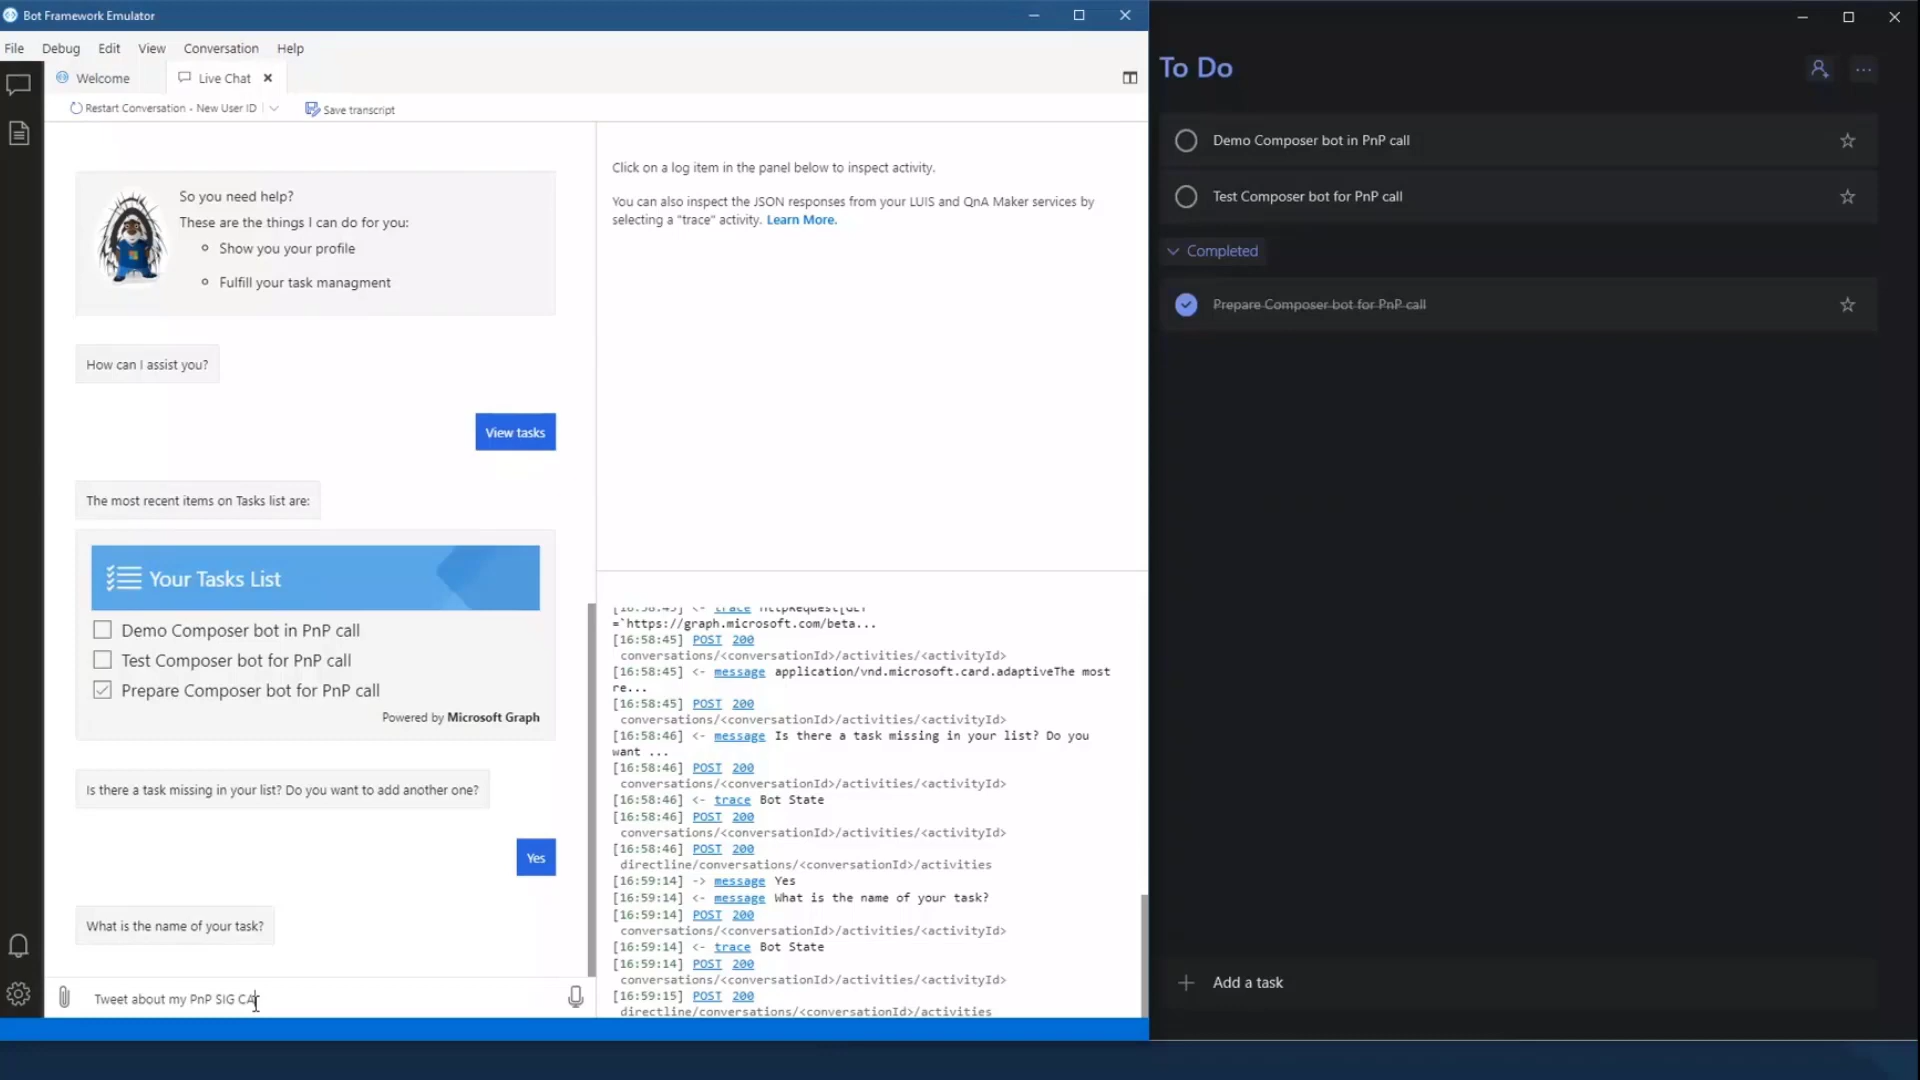 Bot Framework Emulator
File Debug Edit View Conversation Help
Welcome
Live Chat
Restart Conversation - New User ID
Save transcript
So you need help?
These are the things I can do for you:
Show you your profile
Fulfill your task managment
How can I assist you?
View tasks
The most recent items on Tasks list are:
Your Tasks List
Demo Composer bot in PnP call
Test Composer bot for PnP call
Prepare Composer bot for PnP call
Powered by Microsoft Graph
Is there a task missing in your list? Do you want to add another one?
Yes
What is the name of your task?
Tweet about my PnP SIG CA
Click on a log item in the panel below to inspect activity.
You can also inspect the JSON responses from your LUIS and QnA Maker services by
selecting a "trace" activity. Learn More.
[16:58:45] <- trace httpRequest[GET
=`https://graph.microsoft.com/beta...
[16:58:45] POST 200
conversations/<conversationId>/activities/<activityId>
[16:58:45] <- message application/vnd.microsoft.card.adaptiveThe most
re...
[16:58:45] POST 200
conversations/<conversationId>/activities/<activityId>
[16:58:46] <- message Is there a task missing in your list? Do you
want ...
[16:58:46] POST 200
conversations/<conversationId>/activities/<activityId>
[16:58:46] <- trace Bot State
[16:58:46] POST 200
conversations/<conversationId>/activities/<activityId>
[16:58:46] POST 200
directline/conversations/<conversationId>/activities
[16:59:14] -> message Yes
[16:59:14] <- message What is the name of your task?
[16:59:14] POST 200
conversations/<conversationId>/activities/<activityId>
[16:59:14] <- trace Bot State
[16:59:14] POST 200
conversations/<conversationId>/activities/<activityId>
[16:59:15] POST 200
directline/conversations/<conversationId>/activities
To Do
Demo Composer bot in PnP call
Test Composer bot for PnP call
Completed
Prepare Composer bot for PnP call
Add a task